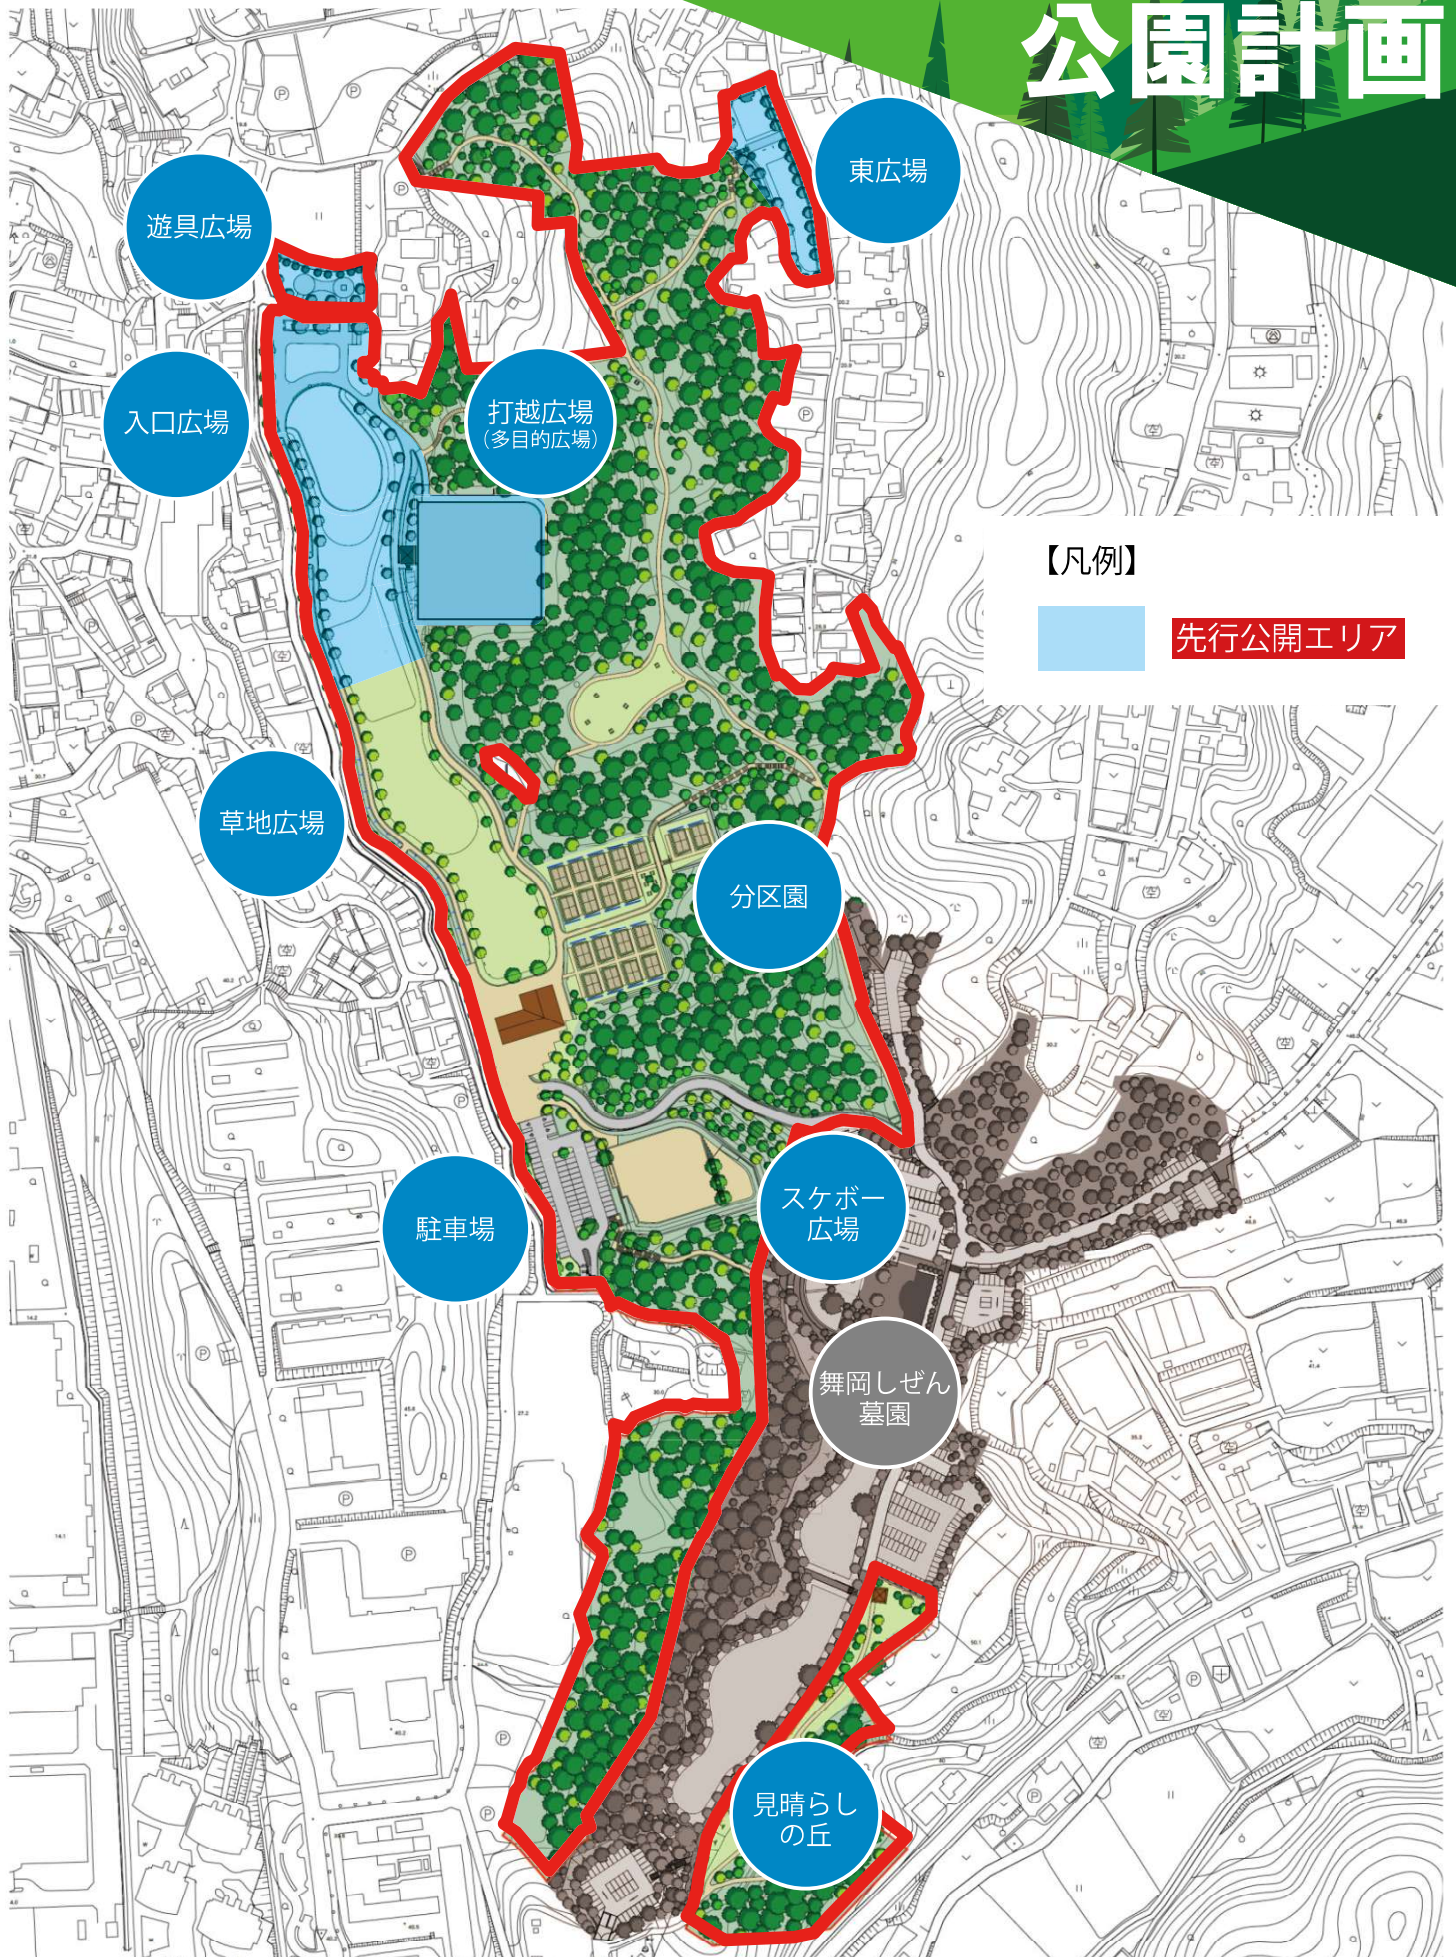 公園計画
東広場
遊具広場
入口広場
打越広場
（多目的広場）
【凡例】
先行公開エリア
草地広場
分区園
スケボー
広場
駐車場
舞岡しぜん
墓園
見晴らし
の丘